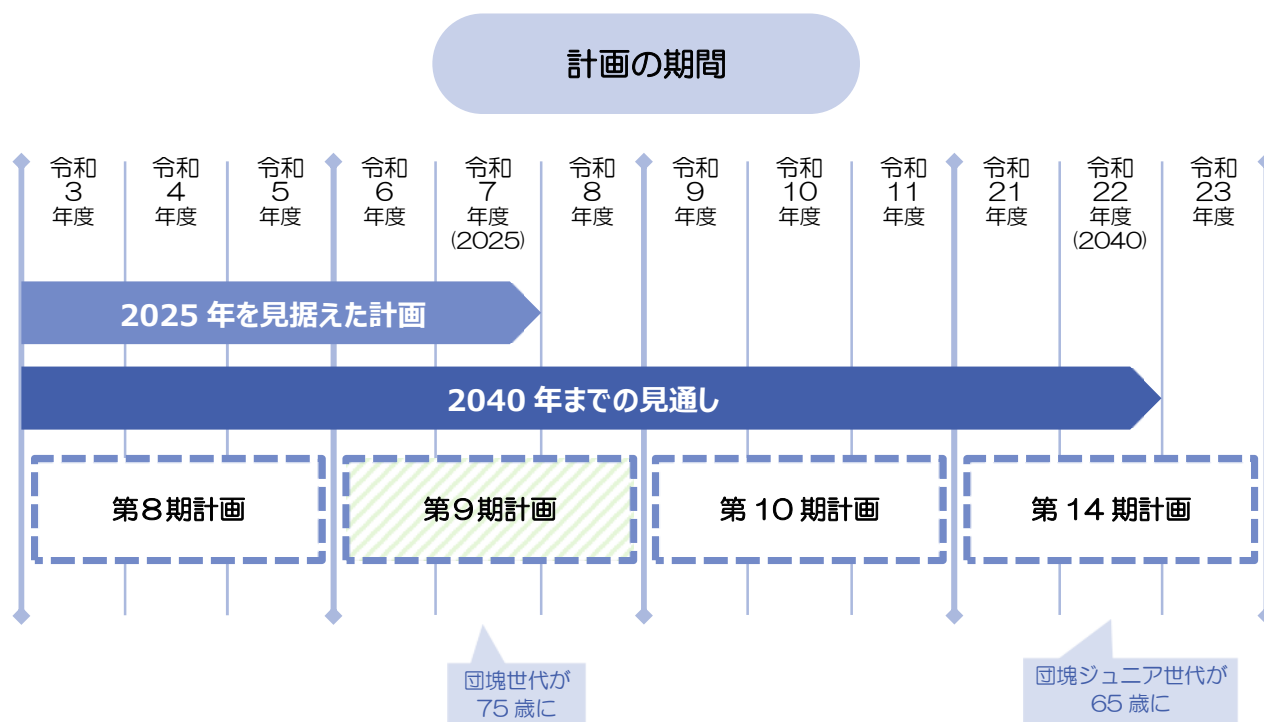 計画の期間
令和
3
年度
令和
4
年度
令和
5
年度
令和
6
年度
令和
7
年度
(2025)
令和
8
年度
令和
9
年度
令和
10
年度
令和
11
年度
令和
21
年度
令和
22
年度
(2040)
令和
23
年度
2025 年を見据えた計画
2040 年までの見通し
第8期計画
第9期計画
第 10 期計画
第 14 期計画
団塊世代が
75 歳に
団塊ジュニア世代が
65 歳に